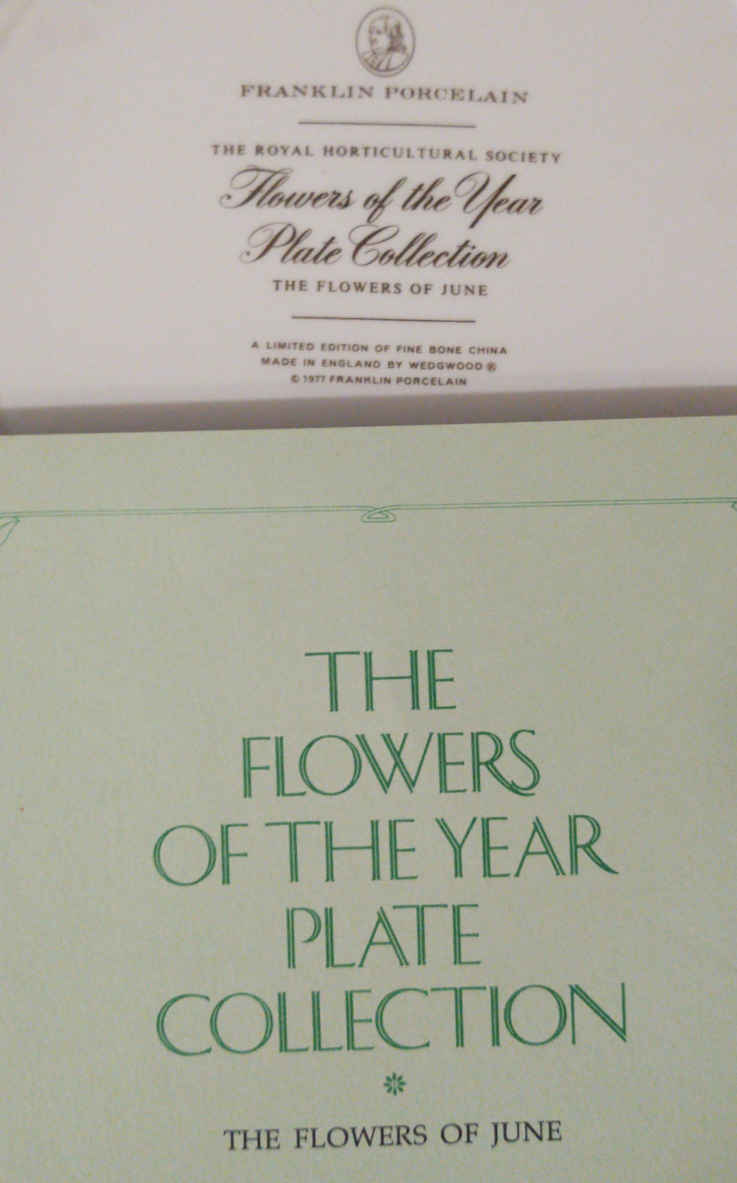 FRANKLIN PORCELAIN
THE ROYAL HORTICULTURAL SOCIETY
Flowers of the Year
Plate Collection
THE FLOWERS OF JUNE
A LIMITED EDITION OF FINE BONE CHINA
MADE IN ENGLAND BY WEDGWOOD ®
© 1977 FRANKLIN PORCELAIN
THE
FLOWERS
OF THE YEAR
PLATE
COLLECTION
THE FLOWERS OF JUNE